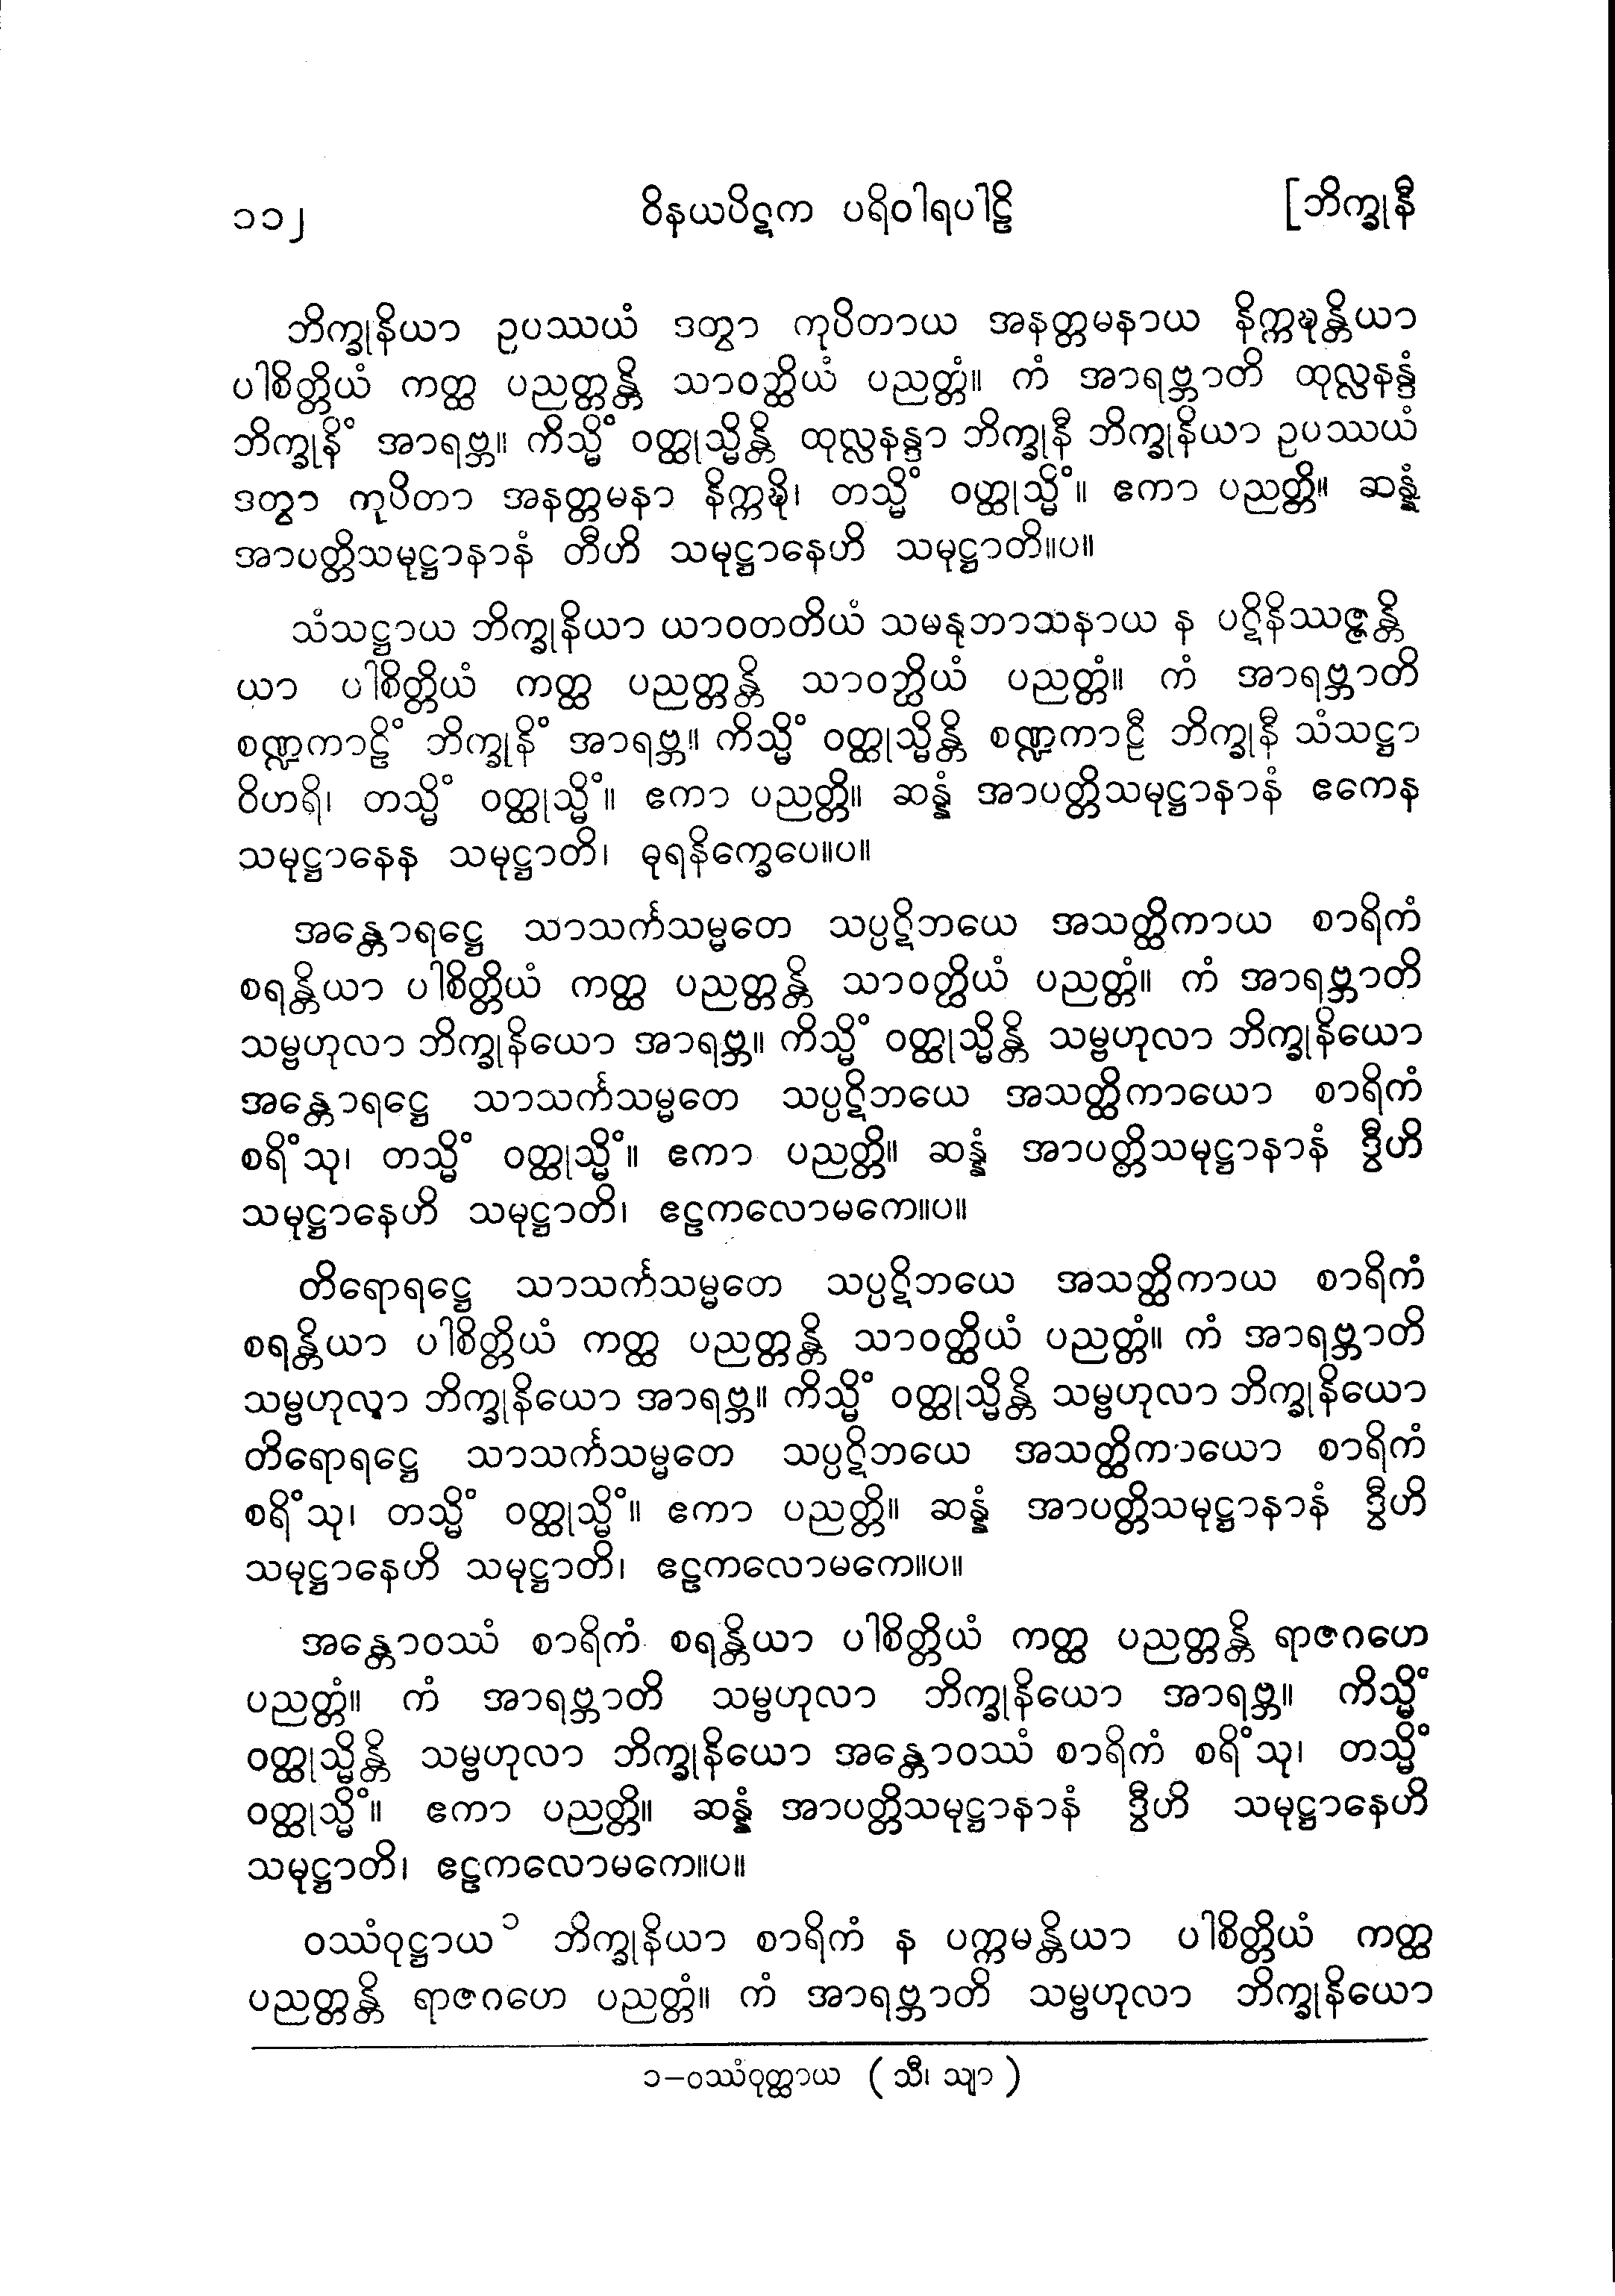 ၁၁၂ ဝိနယပိဋက ပရိဝါရပါဠိ [ဘိက္ခုနီ
ဘိက္ခုနိယာ ဥပဿယံ ဒတွာ ကုပိတာယ အနတ္တမနာယ နိက္ကဍ္ဎန္တိယာ
ပါစိတ္တိယံ ကတ္ထ ပညတ္တန္တိ သာဝတ္ထိယံ ပညတ္တံ။ ကံ အာရဗ္ဘာတိ ထုလ္လနန္ဒံ
ဘိက္ခုနိံ အာရဗ္ဘ။ ကိသ္မိံ ဝတ္ထုသ္မိန္တိ ထုလ္လနန္ဒာ ဘိက္ခုနီ ဘိက္ခုနိယာ ဥပဿယံ
ဒတွာ ကုပိတာ အနတ္တမနာ နိက္ကဍ္ဎိ၊ တသ္မိံ ဝတ္ထုသ္မိံ။ ဧကာ ပညတ္တိ။ ဆန္နံ
အာပတ္တိသမုဋ္ဌာနာနံ တီဟိ သမုဋ္ဌာနေဟိ သမုဋ္ဌာတိ။ပ။
သံသဋ္ဌာယ ဘိက္ခုနိယာ ယာဝတတိယံ သမနုဘာသနာယ န ပဋိနိဿဇ္ဇန္တိ
ယာ ပါစိတ္တိယံ ကတ္ထ ပညတ္တန္တိ သာဝတ္ထိယံ ပညတ္တံ။ ကံ အာရဗ္ဘာတိ
စဏ္ဍကာဠိံ ဘိက္ခုနိံ အာရဗ္ဘ။ ကိသ္မိံ ဝတ္ထုသ္မိန္တိ စဏ္ဍကာဠီ ဘိက္ခုနီ သံသဋ္ဌာ
ဝိဟရိ၊ တသ္မိံ ဝတ္ထုသ္မိံ။ ဧကာ ပညတ္တိ။ ဆန္နံ အာပတ္တိသမုဋ္ဌာနာနံ ဧကေန
သမုဋ္ဌာနေန သမုဋ္ဌာတိ၊ ဓုရနိက္ခေပေ။ပ။
အန္တောရဋ္ဌေ သာသင်္ကသမ္မတေ သပ္ပဋိဘယေ အသတ္ထိကာယ စာရိကံ
စရန္တိယာ ပါစိတ္တိယံ ကတ္ထ ပညတ္တန္တိ သာဝတ္ထိယံ ပညတ္တံ။ ကံ အာရဗ္ဘာတိ
သမ္ဗဟုလာ ဘိက္ခုနိယော အာရဗ္ဘ။ ကိသ္မိံ ဝတ္ထုသ္မိန္တိ သမ္ဗဟုလာ ဘိက္ခုနိယော
အန္တောရဋ္ဌေ သာသင်္ကသမ္မတေ သပ္ပဋိဘယေ အသတ္ထိကာယော စာရိကံ
စရိံသု၊ တသ္မိံ ဝတ္ထုသ္မိံ။ ဧကာ ပညတ္တိ။ ဆန္နံ အာပတ္တိသမုဋ္ဌာနာနံ ဒွီဟိ
သမုဋ္ဌာနေဟိ သမုဋ္ဌာတိ၊ ဧဠကလောမကေ။ပ။
တိရောရဋ္ဌေ သာသင်္ကသမ္မတေ သပ္ပဋိဘယေ အသတ္ထိကာယ စာရိကံ
စရန္တိယာ ပါစိတ္တိယံ ကတ္ထ ပညတ္တန္တိ သာဝတ္ထိယံ ပညတ္တံ။ ကံ အာရဗ္ဘာတိ
သမ္ဗဟုလာ ဘိက္ခုနိယော အာရဗ္ဘ။ ကိသ္မိံ ဝတ္ထုသ္မိန္တိ သမ္ဗဟုလာ ဘိက္ခုနိယော
တိရောရဋ္ဌေ သာသင်္ကသမ္မတေ သပ္ပဋိဘယေ အသတ္ထိကာယော စာရိကံ
စရိံသု၊ တသ္မိံ ဝတ္ထုသ္မိံ။ ဧကာ ပညတ္တိ။ ဆန္နံ အာပတ္တိသမုဋ္ဌာနာနံ ဒွီဟိ
သမုဋ္ဌာနေဟိ သမုဋ္ဌာတိ၊ ဧဠကလောမကေ။ပ။
အန္တောဝဿံ စာရိကံ စရန္တိယာ ပါစိတ္တိယံ ကတ္ထ ပညတ္တန္တိ ရာဇဂဟေ
ပညတ္တံ။ ကံ အာရဗ္ဘာတိ သမ္ဗဟုလာ ဘိက္ခုနိယော အာရဗ္ဘ။ ကိသ္မိံ
ဝတ္ထုသ္မိန္တိ သမ္ဗဟုလာ ဘိက္ခုနိယော အန္တောဝဿံ စာရိကံ စရိံသု၊ တသ္မိံ
ဝတ္ထုသ္မိံ။ ဧကာ ပညတ္တိ။ ဆန္နံ အာပတ္တိသမုဋ္ဌာနာနံ ဒွီဟိ သမုဋ္ဌာနေဟိ
သမုဋ္ဌာတိ၊ ဧဠကလောမကေ။ပ။
ဝဿံဝုဋ္ဌာယ၁ ဘိက္ခုနိယာ စာရိကံ န ပက္ကမန္တိယာ ပါစိတ္တိယံ ကတ္ထ
ပညတ္တန္တိ ရာဇဂဟေ ပညတ္တံ။ ကံ အာရဗ္ဘာတိ သမ္ဗဟုလာ ဘိက္ခုနိယော
၁-ဝဿံဝုတ္ထာယ (သီ၊ သျာ)